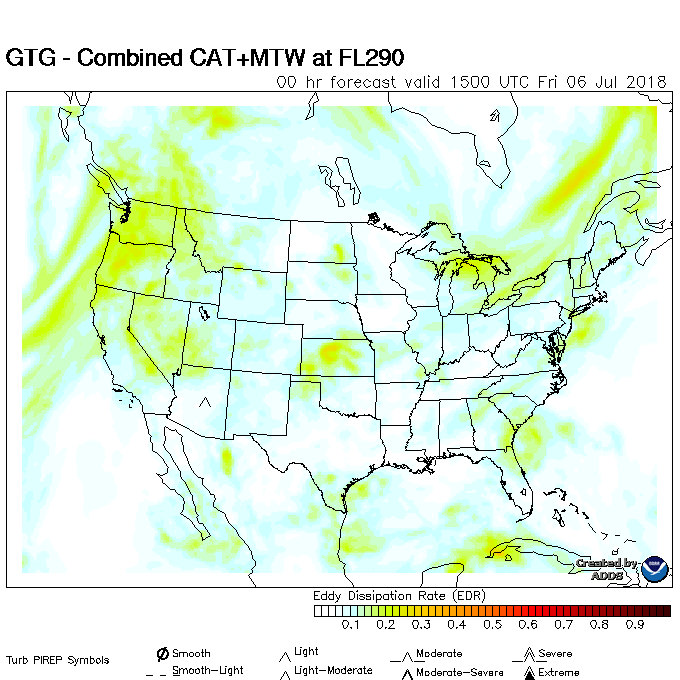 GTG - Combined CAT+MTW at FL290
00 hr forecast valid 1500 UTC Fri 06 Jul 2018
Created by
ADDS
Eddy Dissipation Rate (EDR)
0.1 0.2 0.3 0.4 0.5 0.6 0.7 0.8 0.9
Turb PIREP Symbols
Smooth Light Moderate Severe
Smooth-Light Light-Moderate Moderate-Severe Extreme